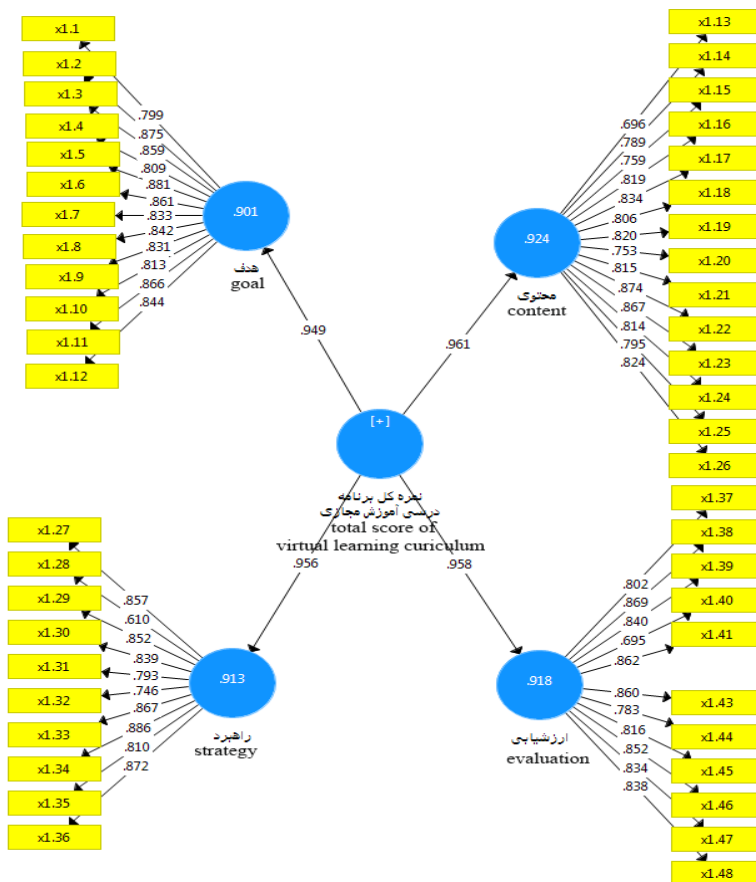 x1.1
x1.2
x1.3
x1.4
x1.5
x1.6
x1.7
x1.8
x1.9
x1.10
x1.11
x1.12
.799
.875
.859
.809
.881
.861
.833
.842
.831
.813
.866
.844
.901
هدف
goal
x1.13
x1.14
x1.15
x1.16
x1.17
x1.18
x1.19
x1.20
x1.21
x1.22
x1.23
x1.24
x1.25
x1.26
.696
.789
.759
.819
.834
.806
.820
.753
.815
.874
.867
.814
.795
.824
.924
محتوی
content
.949
.961
[+]
نمره کل برنامه
درسی آموزش مجازی
total score of
virtual learning curiculum
.956
.958
x1.27
x1.28
x1.29
x1.30
x1.31
x1.32
x1.33
x1.34
x1.35
x1.36
.857
.610
.852
.839
.793
.746
.867
.886
.810
.872
.913
راهبرد
strategy
x1.37
x1.38
x1.39
x1.40
x1.41
x1.43
x1.44
x1.45
x1.46
x1.47
x1.48
.802
.869
.840
.695
.862
.860
.783
.816
.852
.834
.838
.918
ارزشیابی
evaluation